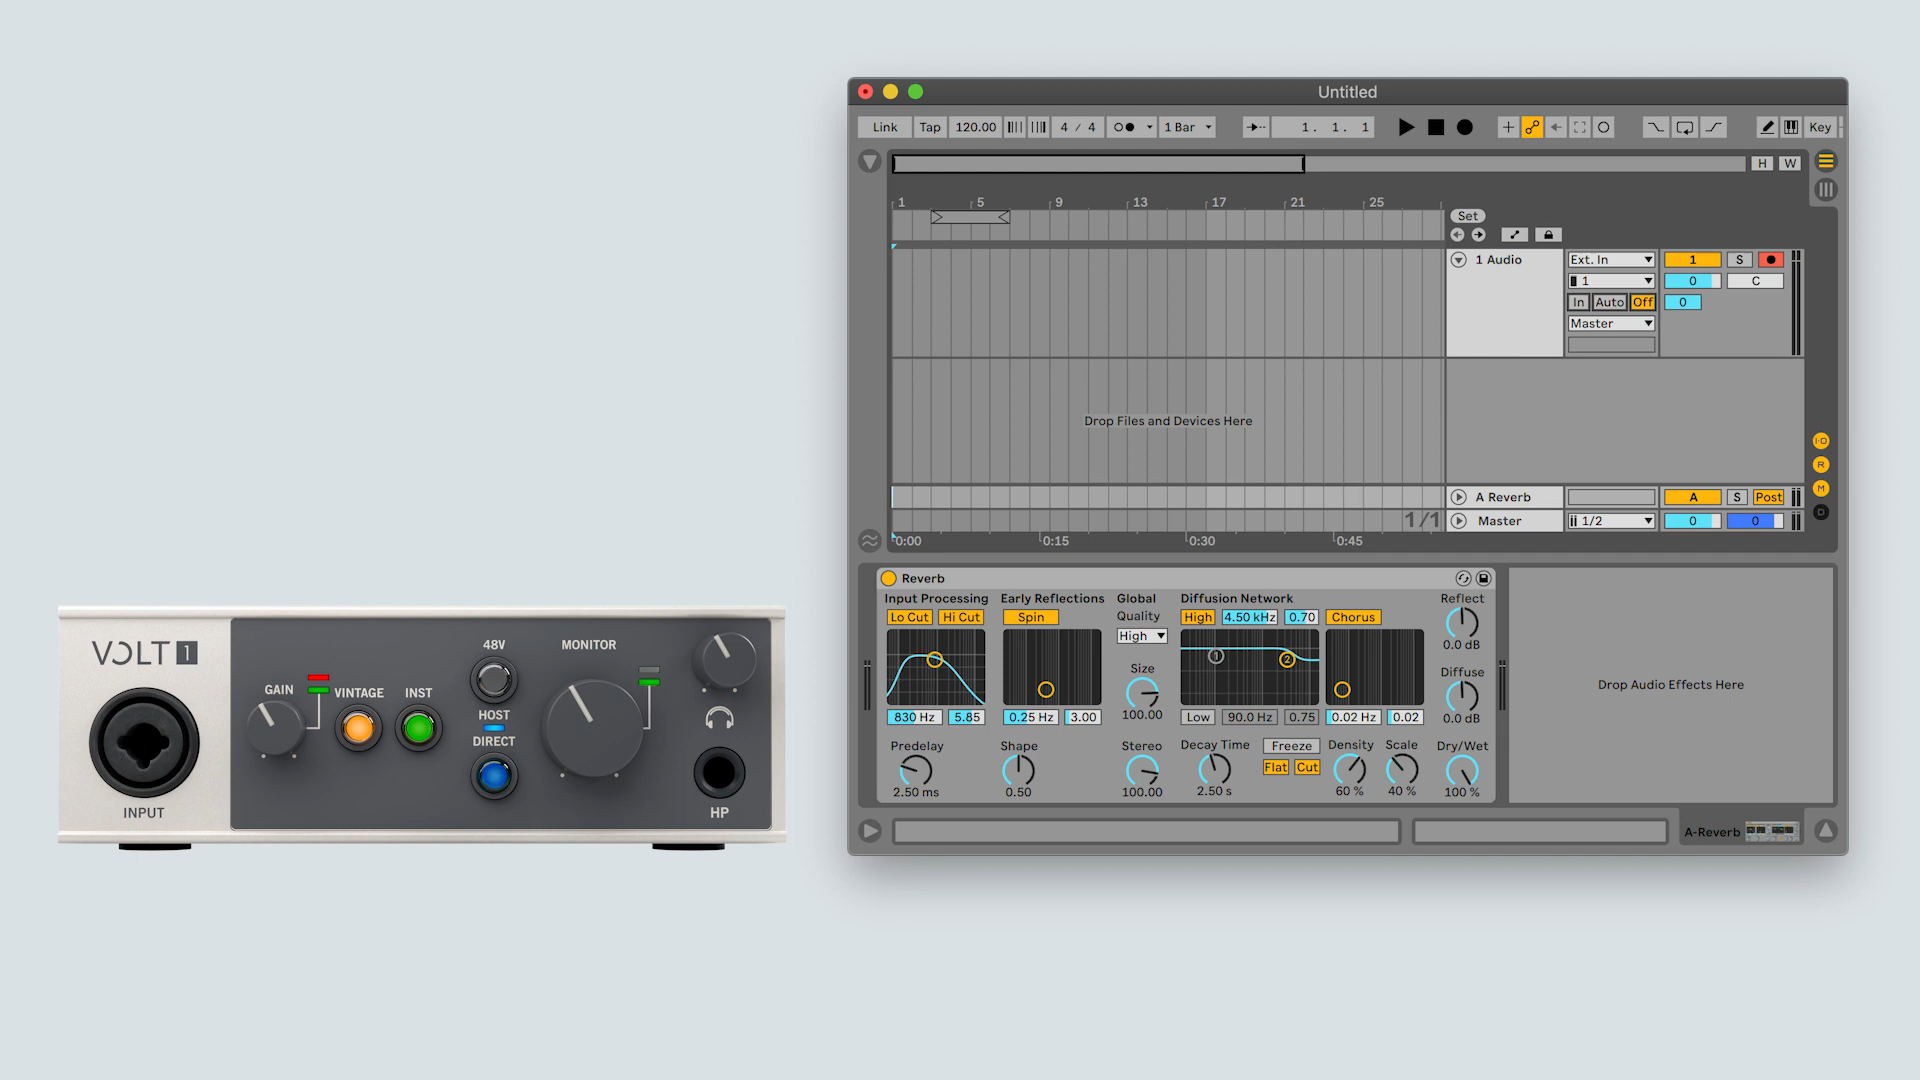 VOLT 1
GAIN
VINTAGE
INST
48V
HOST
DIRECT
MONITOR
INPUT
HP
Untitled
Link
Tap
120.00
4 / 4
1 Bar
1. 1. 1
Key
H
W
1
5
9
13
17
21
25
Set
1 Audio
Ext. In
1
S
1
0
C
In
Auto
Off
0
Master
Drop Files and Devices Here
I·O
R
M
D
A Reverb
A
S
Post
1/1
Master
1/2
0
0
0:00
0:15
0:30
0:45
Reverb
Input Processing
Early Reflections
Global
Diffusion Network
Reflect
Lo Cut
Hi Cut
Spin
Quality
High
4.50 kHz
0.70
Chorus
High
1
2
0.0 dB
Size
Diffuse
100.00
830 Hz
5.85
0.25 Hz
3.00
Low
90.0 Hz
0.75
0.02 Hz
0.02
0.0 dB
Predelay
Shape
Stereo
Decay Time
Freeze
Density
Scale
Dry/Wet
Flat
Cut
2.50 ms
0.50
100.00
2.50 s
60 %
40 %
100 %
Drop Audio Effects Here
A-Reverb